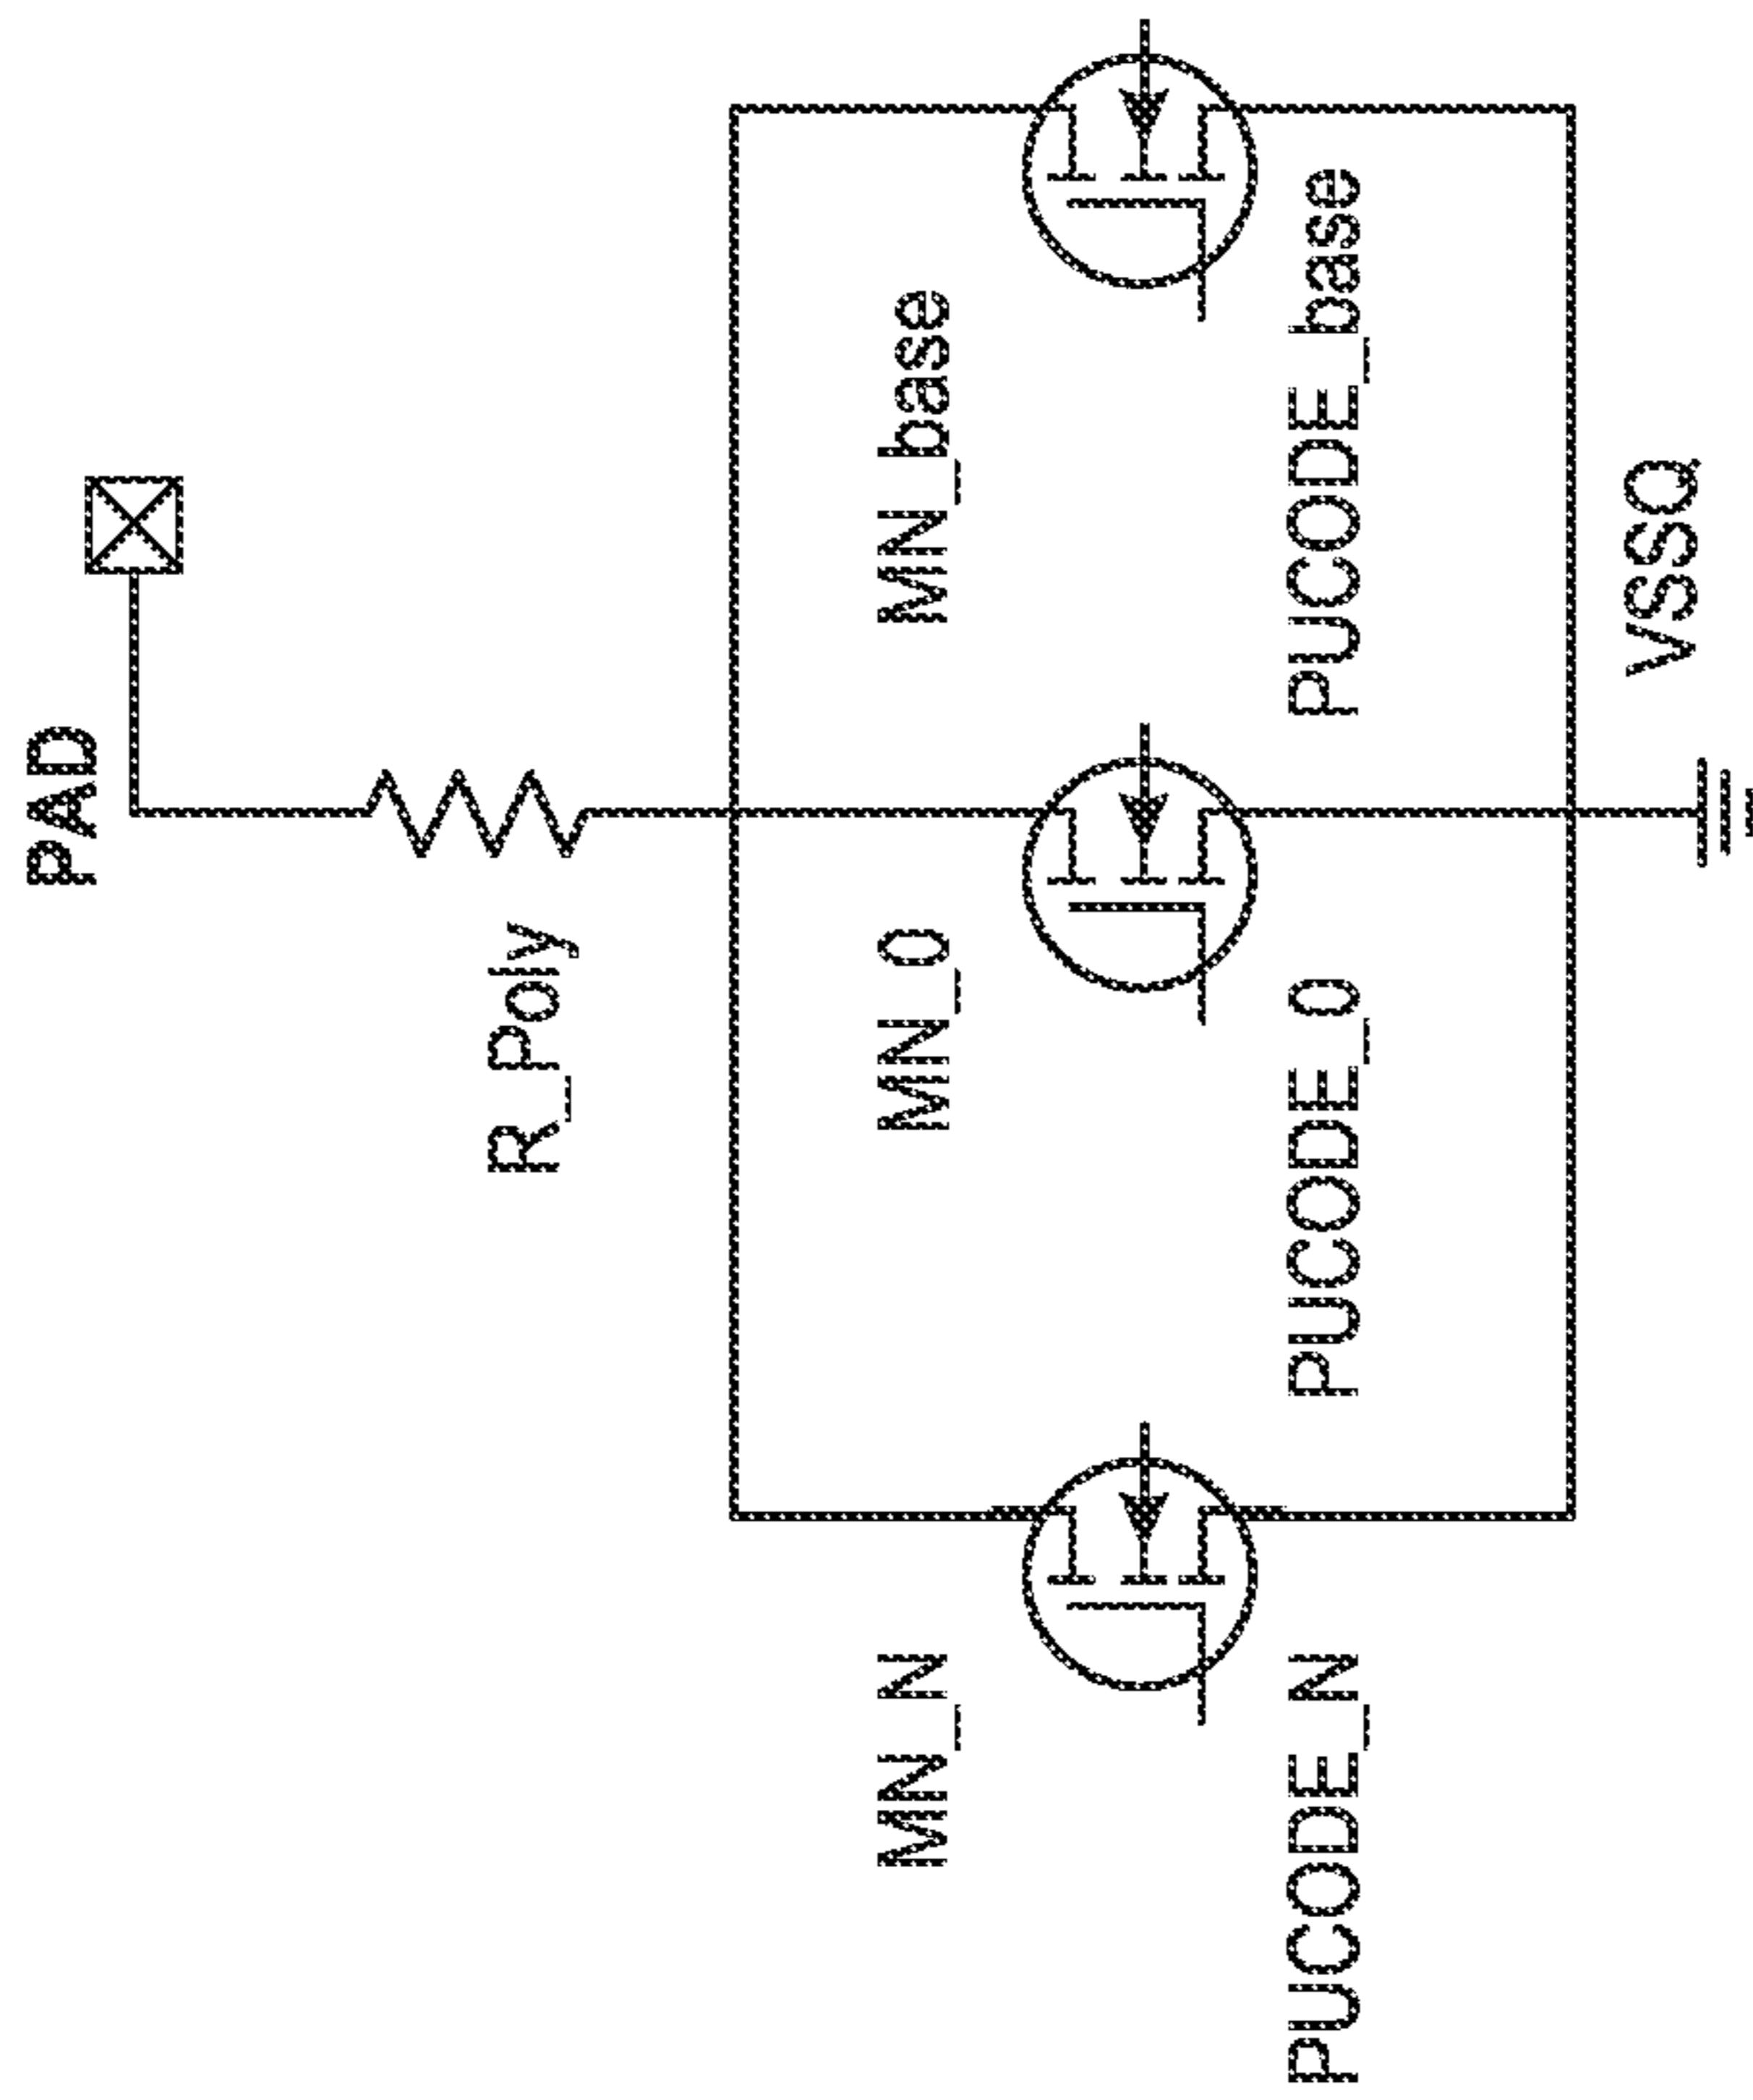 PAD
R_Poly
MN_N
MN_0
MN_base
PUCODE_N
PUCODE_0
PUCODE_base
VSSQ